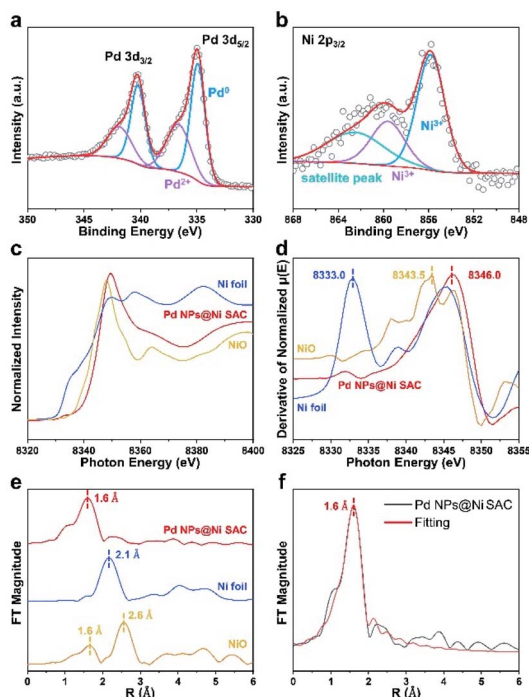 a
Pd 3d5/2
Pd 3d3/2
Pd0
Pd2+
Intensity (a.u.)
350 345 340 335 330
Binding Energy (eV)
b
Ni 2p3/2
Ni3+
Ni3+
satellite peak
Intensity (a.u.)
868 864 860 856 852 848
Binding Energy (eV)
c
Ni foil
Pd NPs@Ni SAC
NiO
Normalized Intensity
8320 8340 8360 8380 8400
Photon Energy (eV)
d
8333.0 8343.5 8346.0
NiO
Pd NPs@Ni SAC
Ni foil
Derivative of Normalized μ(E)
8325 8330 8335 8340 8345 8350 8355
Photon Energy (eV)
e
1.6 Å
Pd NPs@Ni SAC
2.1 Å
Ni foil
2.6 Å
1.6 Å
NiO
FT Magnitude
0 1 2 3 4 5 6
R (Å)
f
1.6 Å
Pd NPs@Ni SAC
Fitting
FT Magnitude
0 1 2 3 4 5 6
R (Å)